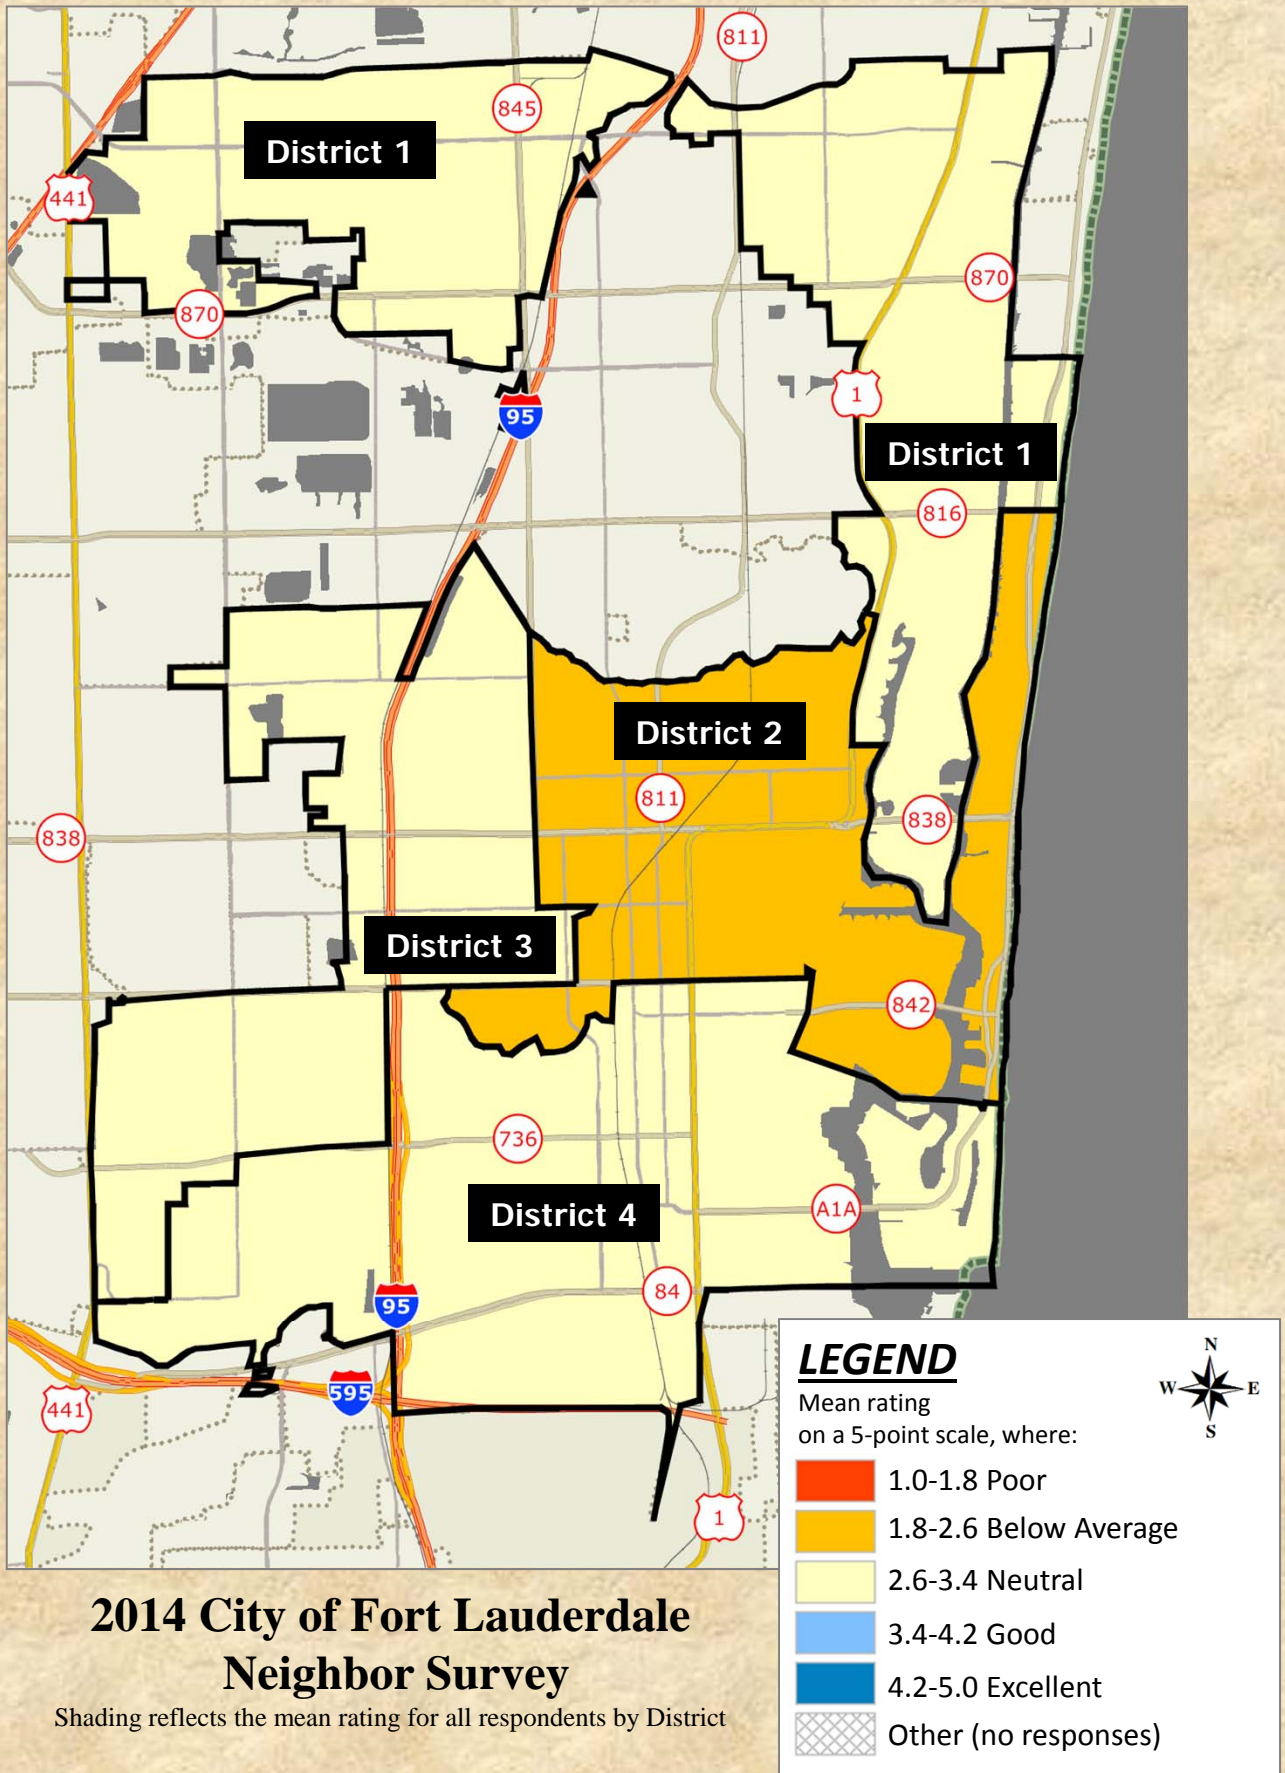 811
845
District 1
441
870
870
95
1
District 1
816
District 2
811
838
838
District 3
842
736
District 4
A1A
84
95
595
441
1
LEGEND
Mean rating
on a 5-point scale, where:
N
W E
S
1.0-1.8 Poor
1.8-2.6 Below Average
2.6-3.4 Neutral
3.4-4.2 Good
4.2-5.0 Excellent
Other (no responses)
2014 City of Fort Lauderdale
Neighbor Survey
Shading reflects the mean rating for all respondents by District